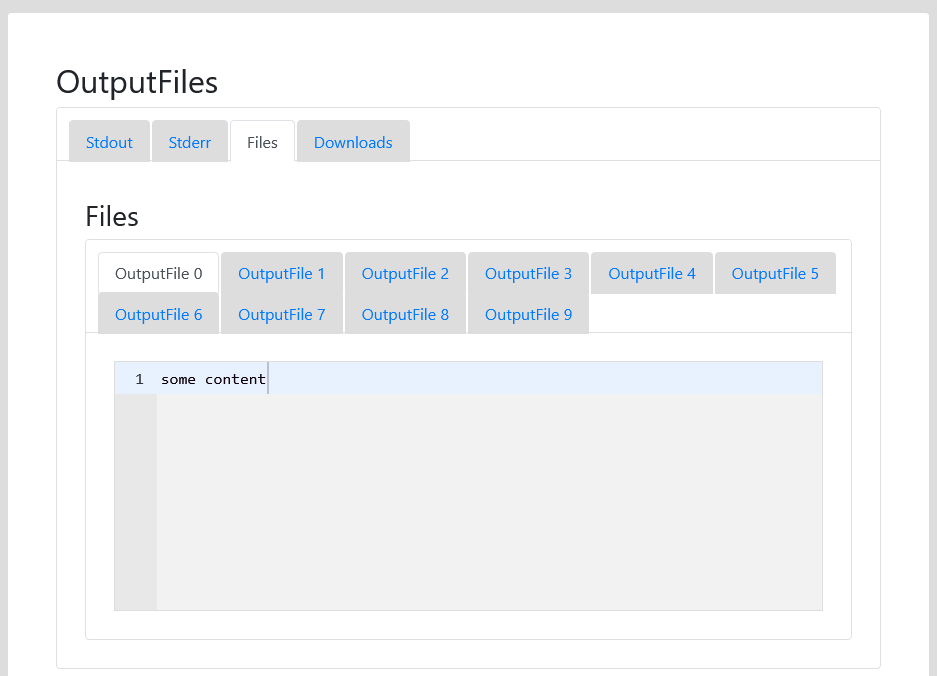 OutputFiles
Stdout Stderr Files Downloads
Files
OutputFile 0 OutputFile 1 OutputFile 2 OutputFile 3 OutputFile 4 OutputFile 5
OutputFile 6 OutputFile 7 OutputFile 8 OutputFile 9
1 some content